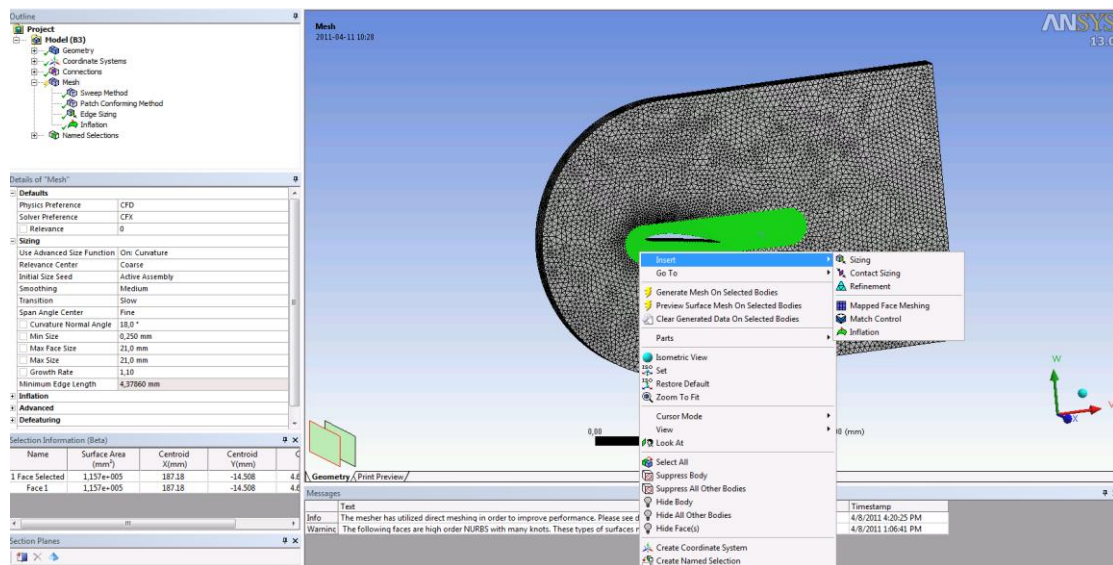 Outline
Project
Model (B3)
Geometry
Coordinate Systems
Connections
Mesh
Sweep Method
Patch Conforming Method
Edge Sizing
Inflation
Named Selections
Details of "Mesh"
Defaults
Physics Preference CFD
Solver Preference CFX
Relevance 0
Sizing
Use Advanced Size Function On: Curvature
Relevance Center Coarse
Initial Size Seed Active Assembly
Smoothing Medium
Transition Slow
Span Angle Center Fine
Curvature Normal Angle 18,0 °
Min Size 0,250 mm
Max Face Size 21,0 mm
Max Size 21,0 mm
Growth Rate 1,10
Minimum Edge Length 4,37860 mm
Inflation
Advanced
Defeaturing
Selection Information (Beta)
Name Surface Area (mm²) Centroid X(mm) Centroid Y(mm) C
1 Face Selected 1,157e+005 187.18 -14.508 4.6
Face 1 1,157e+005 187.18 -14.508 4.6
Section Planes
Mesh
2011-04-11 10:28
ANSYS
13.0
Insert
Go To
Generate Mesh On Selected Bodies
Preview Surface Mesh On Selected Bodies
Clear Generated Data On Selected Bodies
Parts
Isometric View
Set
Restore Default
Zoom To Fit
Cursor Mode
View
Look At
Select All
Suppress Body
Suppress All Other Bodies
Hide Body
Hide All Other Bodies
Hide Face(s)
Create Coordinate System
Create Named Selection
Sizing
Contact Sizing
Refinement
Mapped Face Meshing
Match Control
Inflation
W
V
U
0,00
00 (mm)
Geometry Print Preview
Messages
Text Timestamp
Info The mesher has utilized direct meshing in order to improve performance. Please see d 4/8/2011 4:20:25 PM
Warning The following faces are high order NURBS with many knots. These types of surfaces 4/8/2011 1:06:41 PM